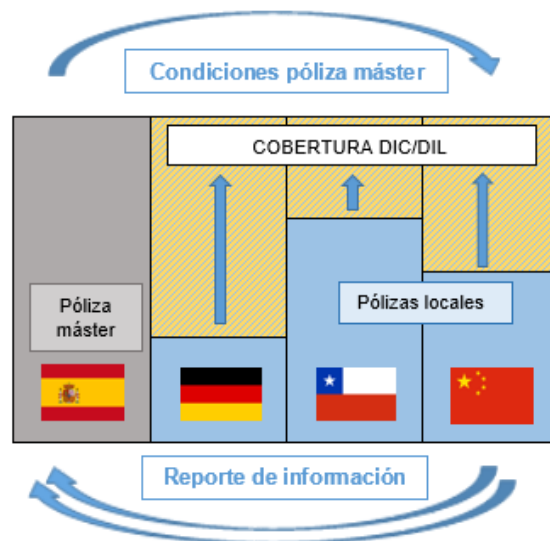 Condiciones póliza máster
COBERTURA DIC/DIL
Póliza
máster
Pólizas locales
Reporte de información